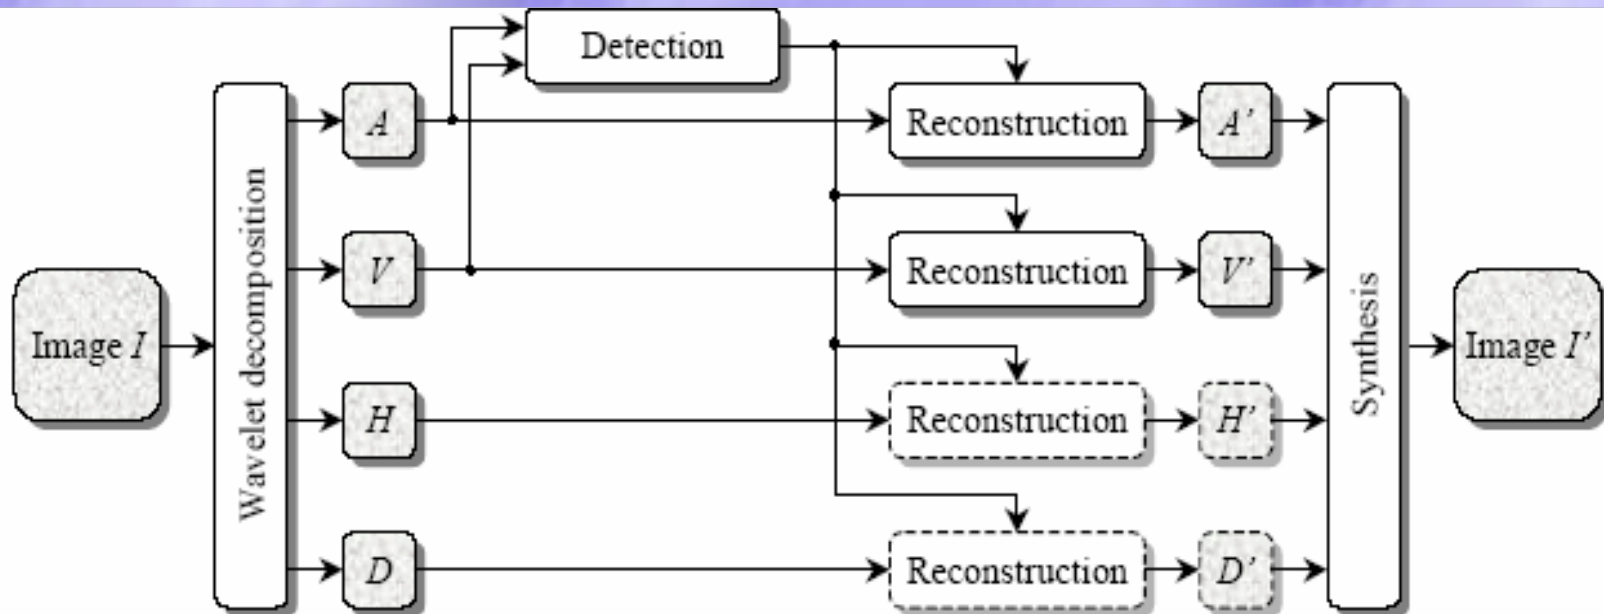 Detection
A
Reconstruction
A'
V
Reconstruction
V'
Image I
Wavelet decomposition
Synthesis
Image I'
H
Reconstruction
H'
D
Reconstruction
D'